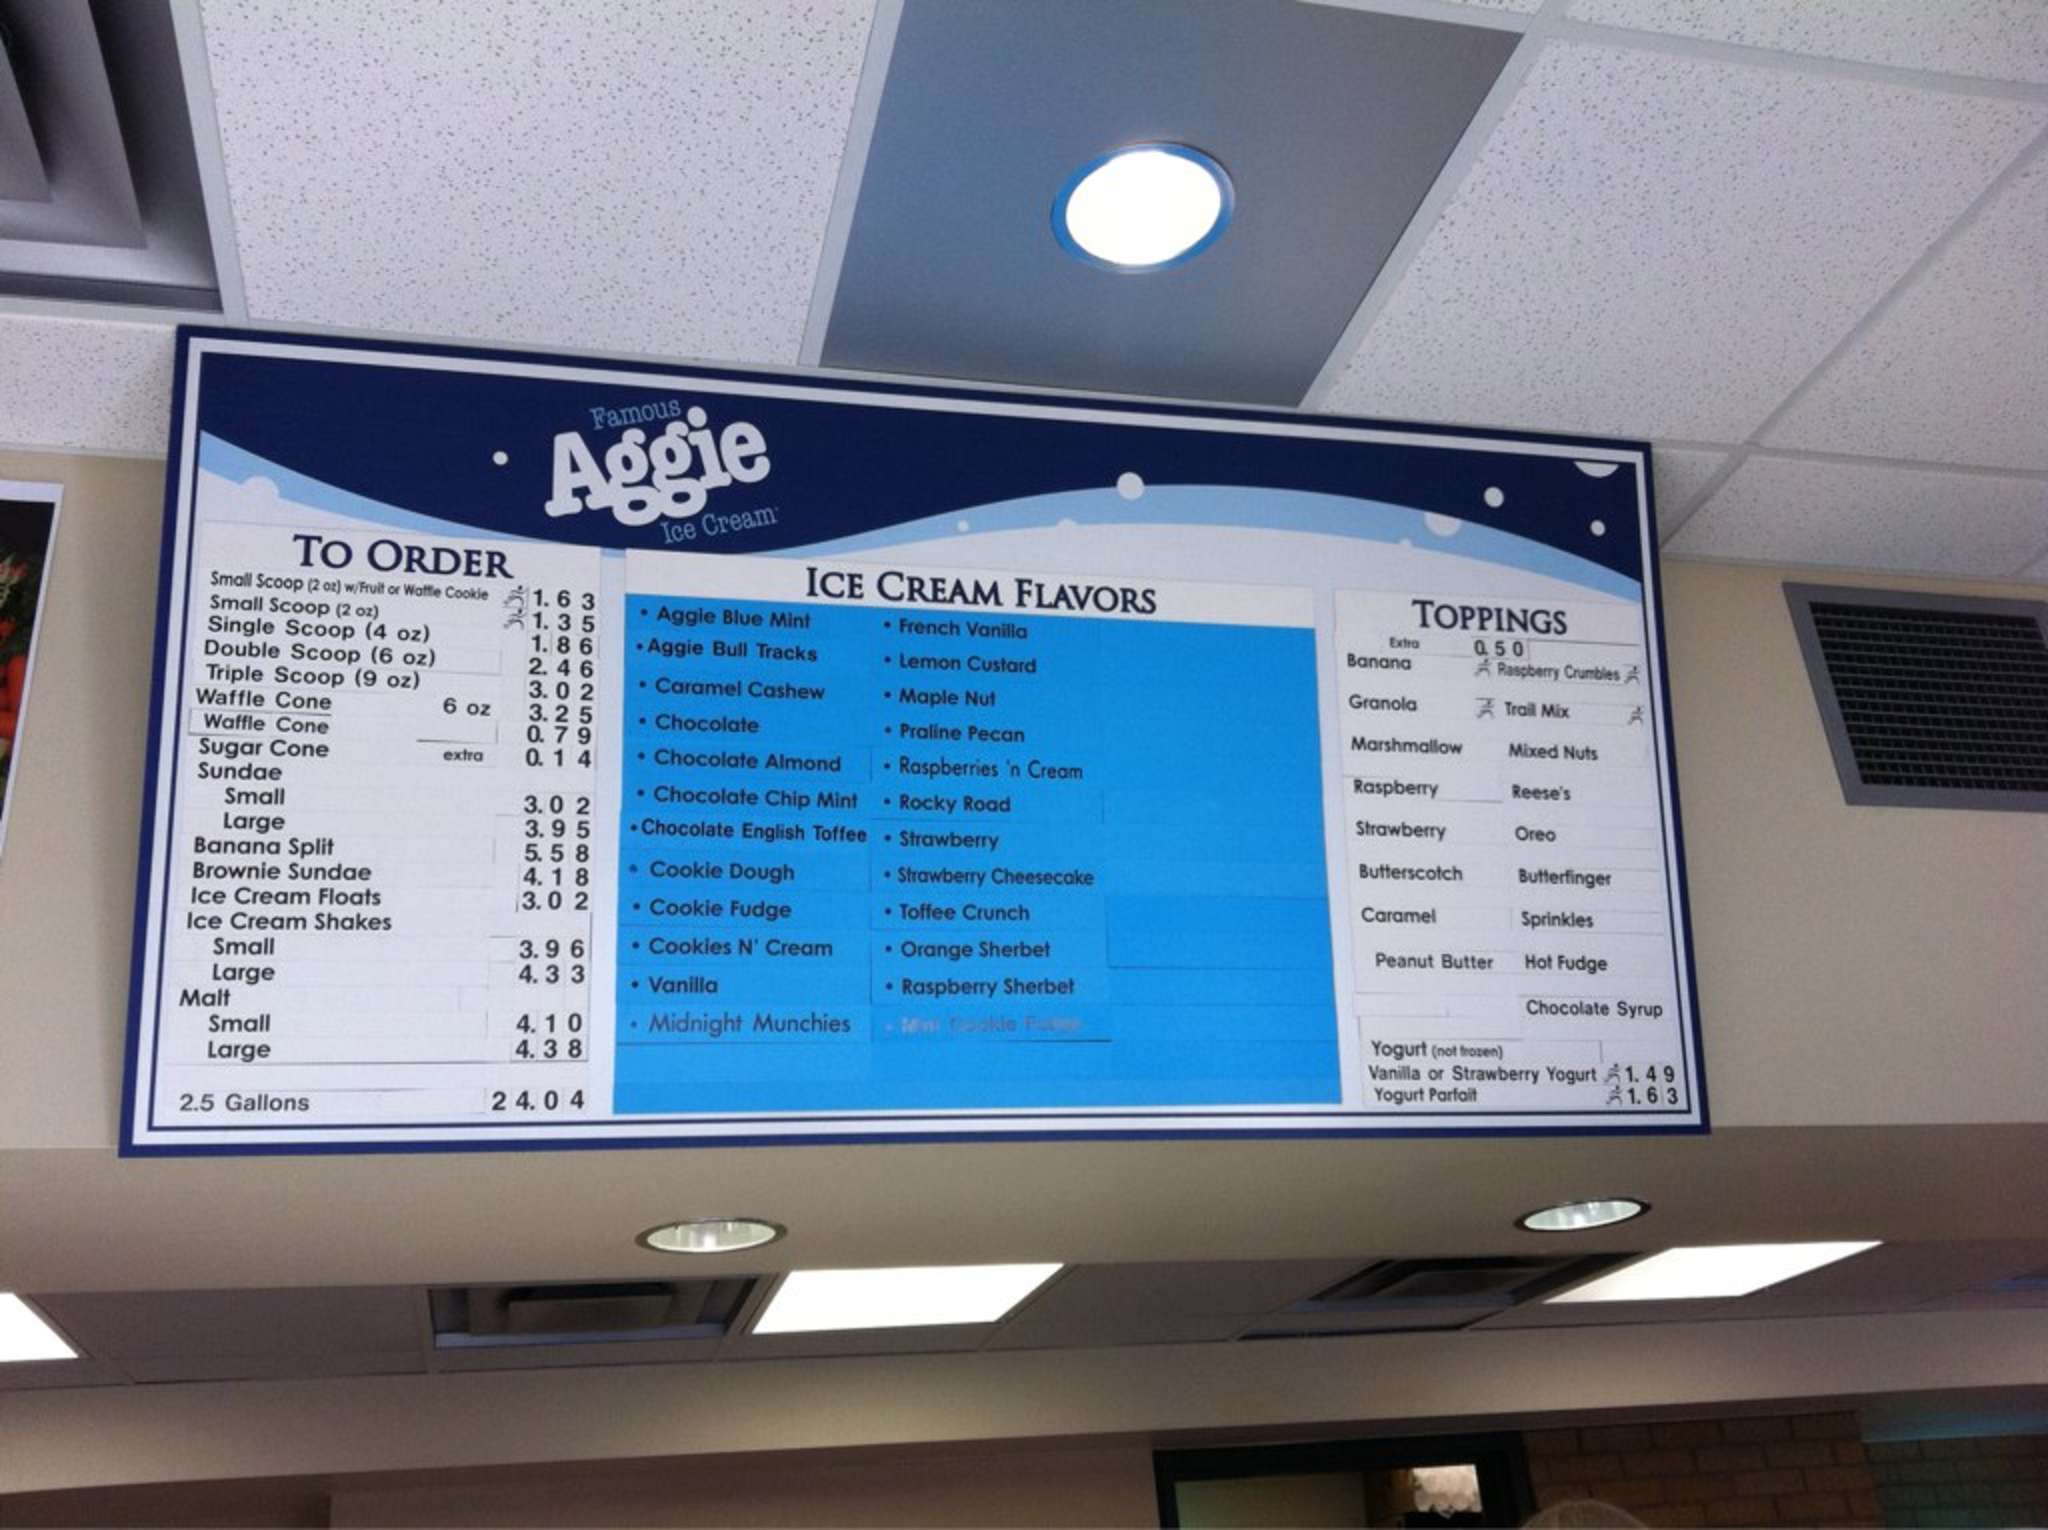 Famous
Aggie
Ice Cream
TO ORDER
Small Scoop (2 oz) w/Fruit or Waffle Cookie 1.63
Small Scoop (2 oz) 1.35
Single Scoop (4 oz) 1.86
Double Scoop (6 oz) 2.46
Triple Scoop (9 oz) 3.02
Waffle Cone 6 oz 3.25
Waffle Cone 0.79
Sugar Cone extra 0.14
Sundae
Small 3.02
Large 3.95
Banana Split 5.58
Brownie Sundae 4.18
Ice Cream Floats 3.02
Ice Cream Shakes
Small 3.96
Large 4.33
Malt
Small 4.10
Large 4.38
2.5 Gallons 24.04
ICE CREAM FLAVORS
• Aggie Blue Mint
• Aggie Bull Tracks
• Caramel Cashew
• Chocolate
• Chocolate Almond
• Chocolate Chip Mint
• Chocolate English Toffee
• Cookie Dough
• Cookie Fudge
• Cookies N' Cream
• Vanilla
• Midnight Munchies
• French Vanilla
• Lemon Custard
• Maple Nut
• Praline Pecan
• Raspberries 'n Cream
• Rocky Road
• Strawberry
• Strawberry Cheesecake
• Toffee Crunch
• Orange Sherbet
• Raspberry Sherbet
• Mint Cookie Fudge
TOPPINGS
Extra 0.50
Banana Raspberry Crumbles
Granola Trail Mix
Marshmallow Mixed Nuts
Raspberry Reese's
Strawberry Oreo
Butterscotch Butterfinger
Caramel Sprinkles
Peanut Butter Hot Fudge
Chocolate Syrup
Yogurt (not frozen)
Vanilla or Strawberry Yogurt 1.49
Yogurt Parfait 1.63